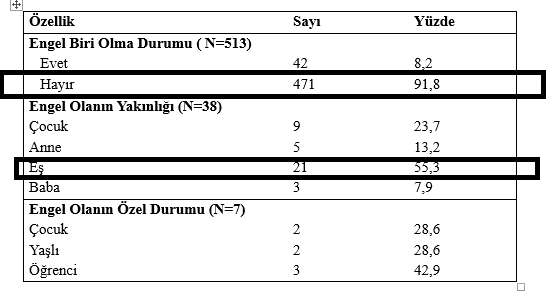 Özellik Sayı Yüzde
Engel Biri Olma Durumu ( N=513)
Evet 42 8,2
Hayır 471 91,8
Engel Olanın Yakınlığı (N=38)
Çocuk 9 23,7
Anne 5 13,2
Eş 21 55,3
Baba 3 7,9
Engel Olanın Özel Durumu (N=7)
Çocuk 2 28,6
Yaşlı 2 28,6
Öğrenci 3 42,9